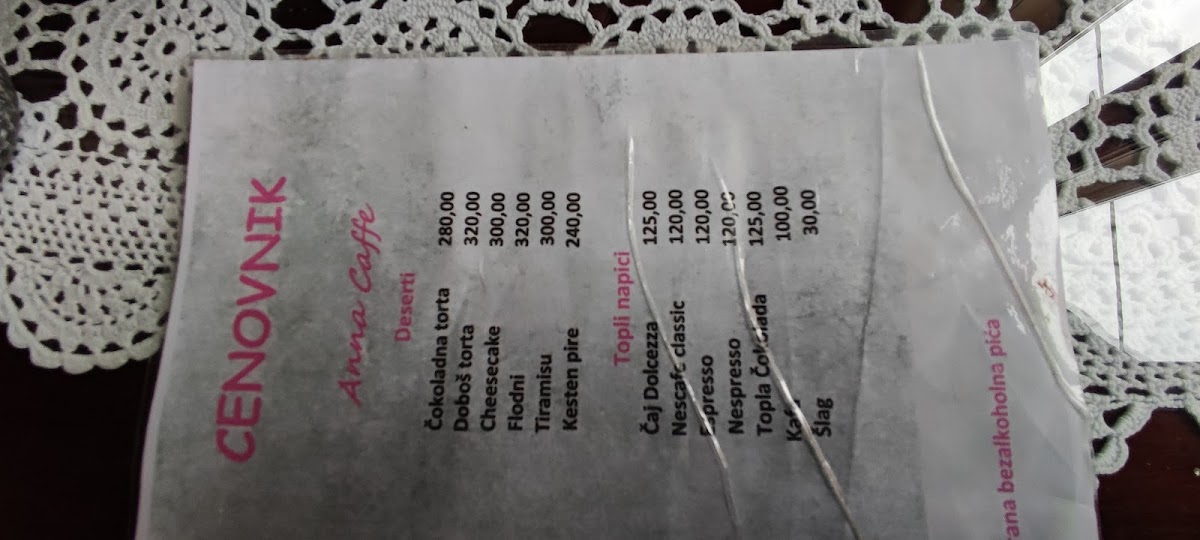 CENOVNIK
Anna Caffe
Deserti
Čokoladna torta 280,00
Doboš torta 320,00
Cheesecake 300,00
Flodni 320,00
Tiramisu 300,00
Kesten pire 240,00
Topli napici
Čaj Dolcezza 125,00
Nescafe classic 120,00
Espresso 120,00
Nespresso 120,00
Topla Čokolada 125,00
Kafa 100,00
Šlag 30,00
bezalkoholna pića